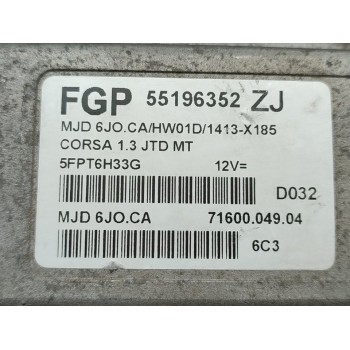 FGP 55196352 ZJ
MJD 6JO.CA/HW01D/1413-X185
CORSA 1.3 JTD MT
5FPT6H33G 12V=
D032
MJD 6JO.CA 71600.049.04
6C3